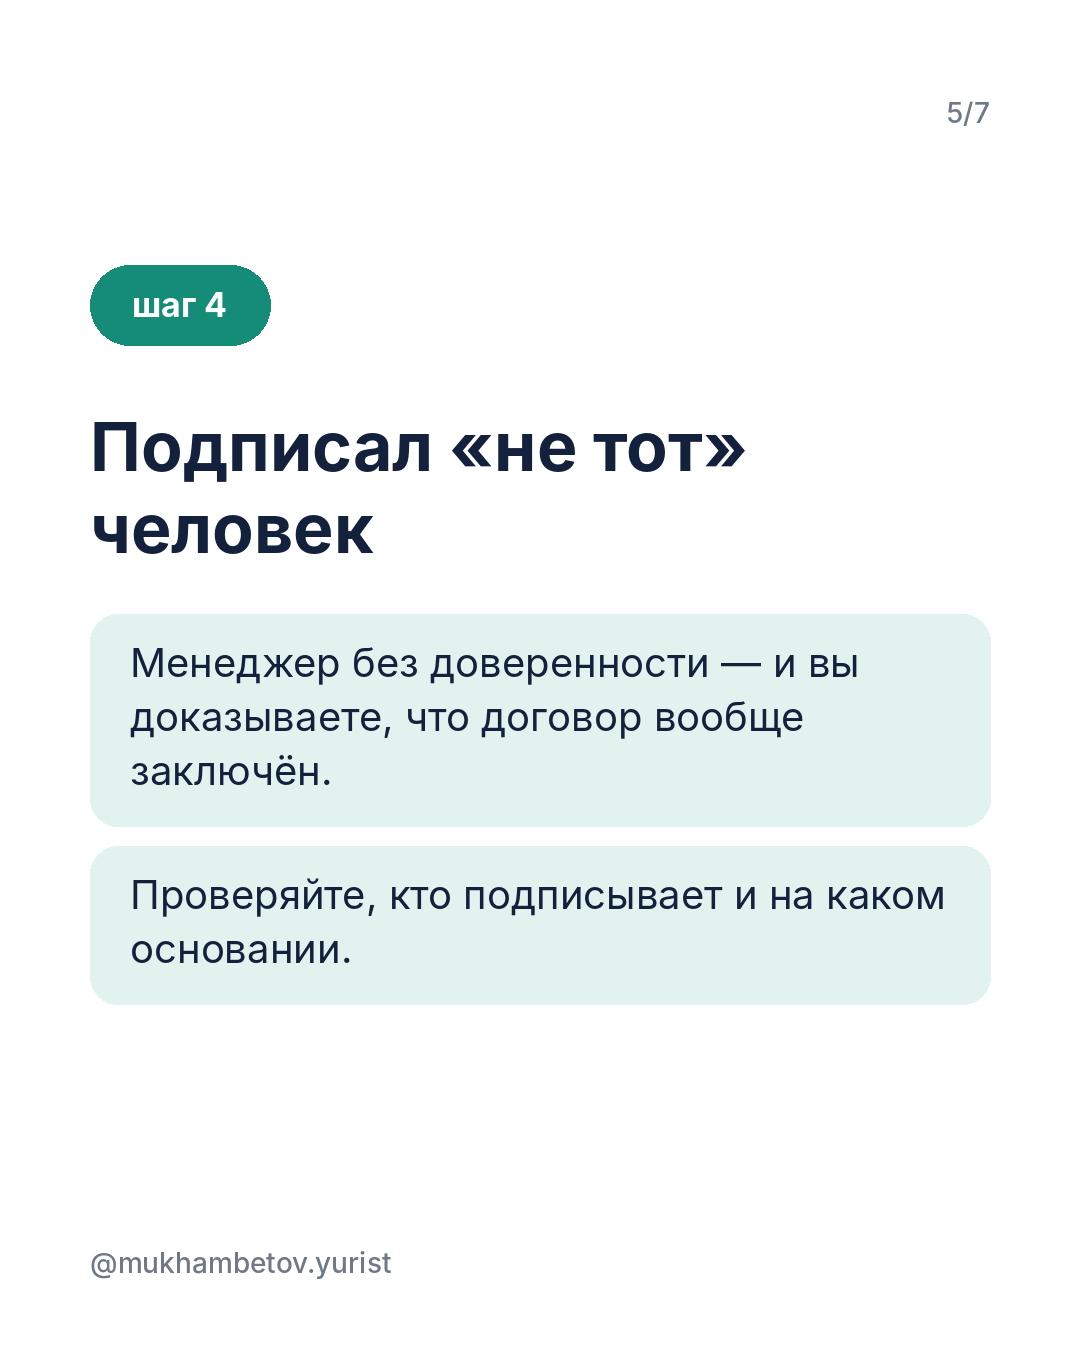 5/7
шаг 4
Подписал «не тот»
человек
Менеджер без доверенности — и вы
доказываете, что договор вообще
заключён.
Проверяйте, кто подписывает и на каком
основании.
@mukhambetov.yurist